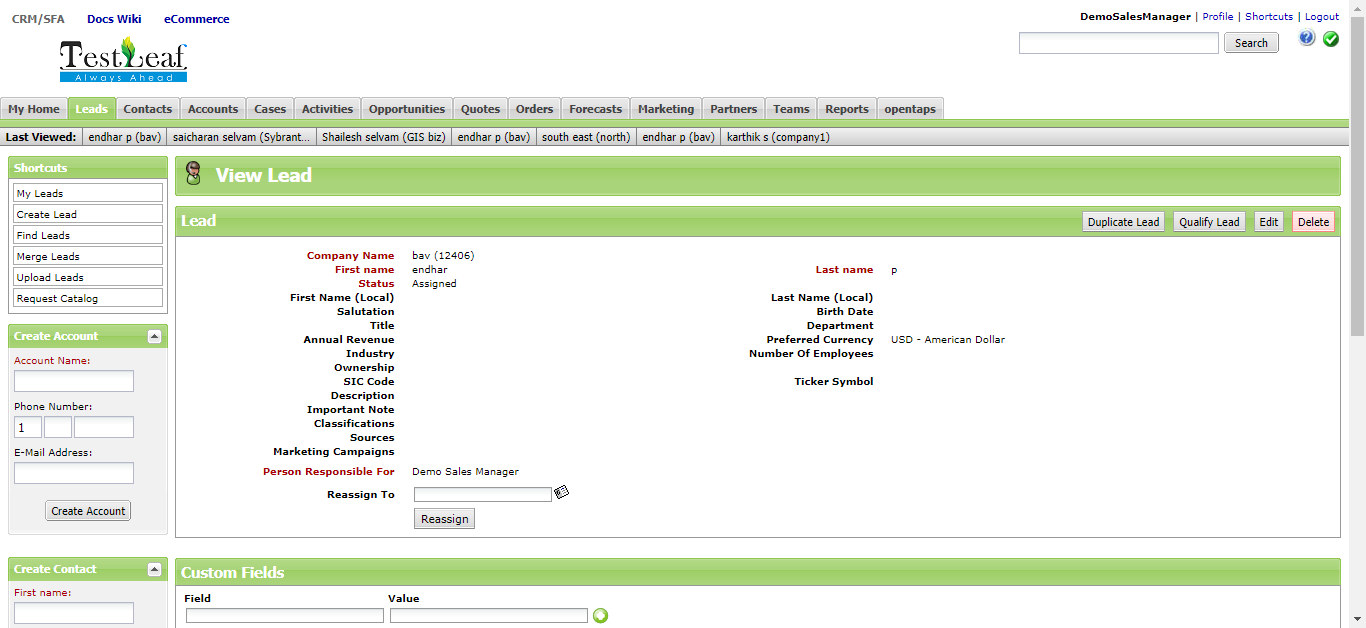 CRM/SFA Docs Wiki eCommerce
DemoSalesManager | Profile | Shortcuts | Logout
Search
TestLeaf
Always Ahead
My Home Leads Contacts Accounts Cases Activities Opportunities Quotes Orders Forecasts Marketing Partners Teams Reports opentaps
Last Viewed: endhar p (bav) saicharan selvam (Sybrant... Shailesh selvam (GIS biz) endhar p (bav) south east (north) endhar p (bav) karthik s (company1)
Shortcuts
My Leads
Create Lead
Find Leads
Merge Leads
Upload Leads
Request Catalog
Create Account
Account Name:
Phone Number:
1
E-Mail Address:
Create Account
Create Contact
First name:
View Lead
Lead Duplicate Lead Qualify Lead Edit Delete
Company Name bav (12406)
First name endhar Last name p
Status Assigned
First Name (Local) Last Name (Local)
Salutation Birth Date
Title Department
Annual Revenue Preferred Currency USD - American Dollar
Industry Number Of Employees
Ownership
SIC Code Ticker Symbol
Description
Important Note
Classifications
Sources
Marketing Campaigns
Person Responsible For Demo Sales Manager
Reassign To
Reassign
Custom Fields
Field Value